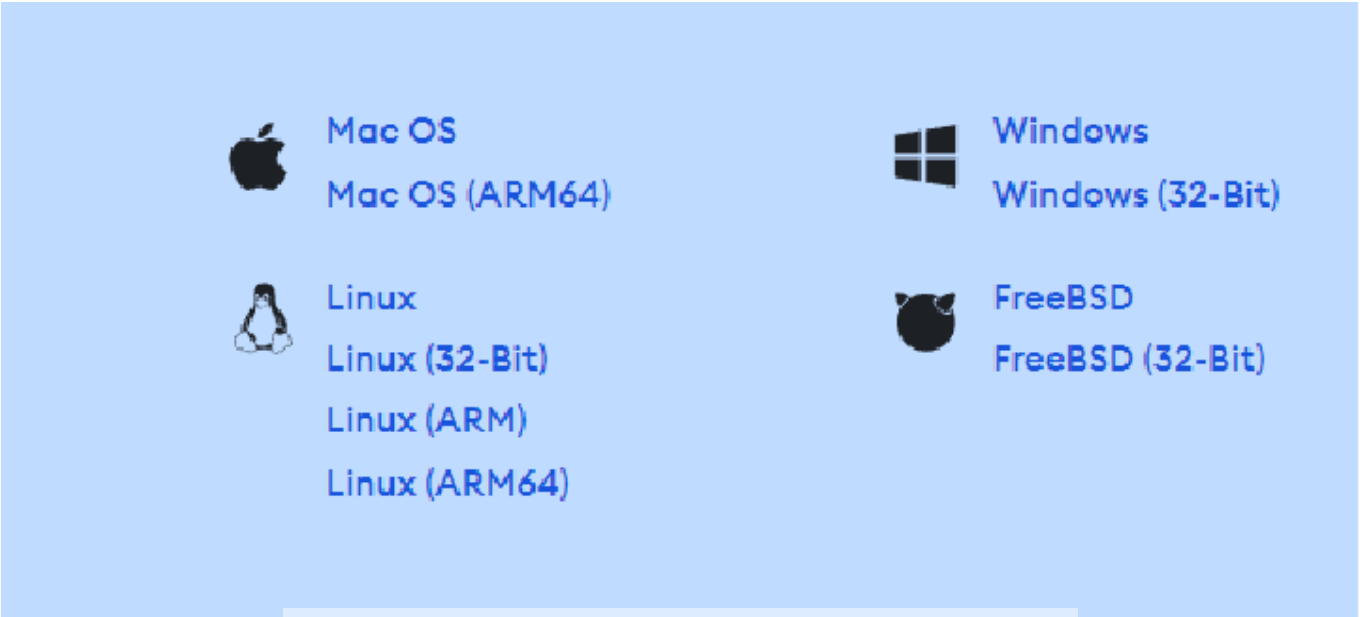 Mac OS
Mac OS (ARM64)
Windows
Windows (32-Bit)
Linux
Linux (32-Bit)
Linux (ARM)
Linux (ARM64)
FreeBSD
FreeBSD (32-Bit)